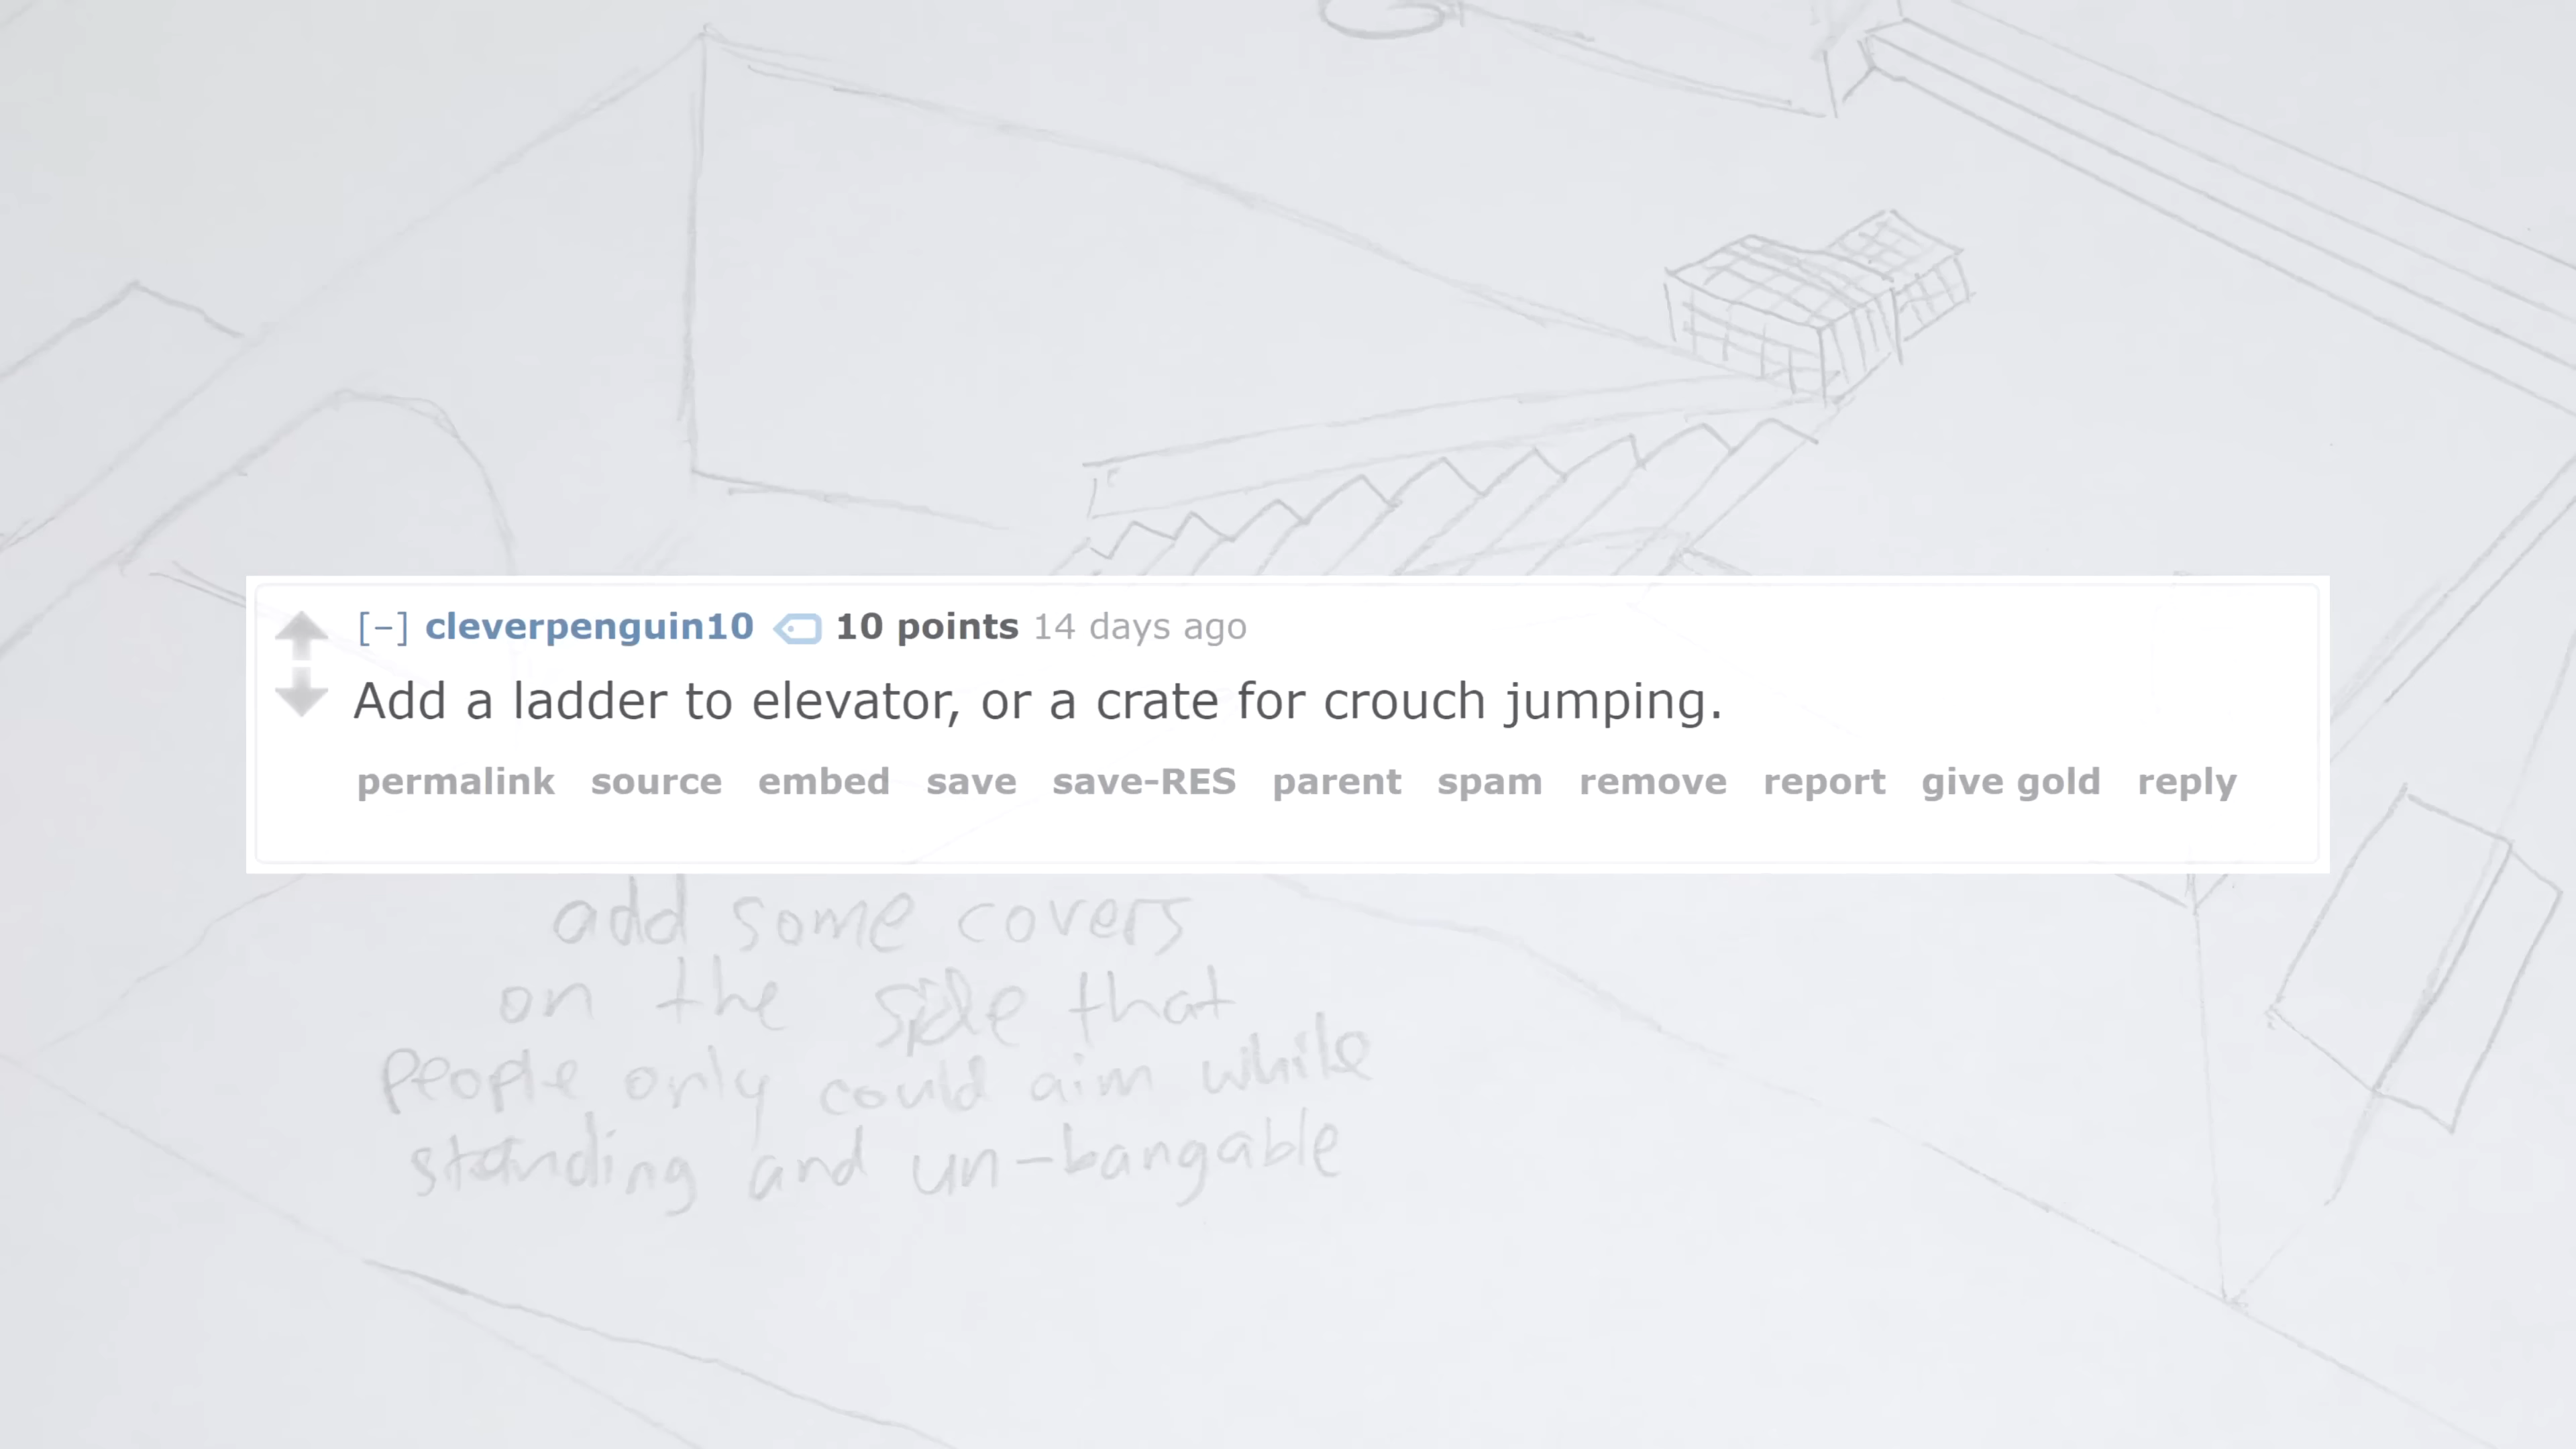 [–] cleverpenguin10 10 points 14 days ago
Add a ladder to elevator, or a crate for crouch jumping.
permalink source embed save save-RES parent spam remove report give gold reply
add some covers
on the side that
people only could aim while
standing and un-bangable